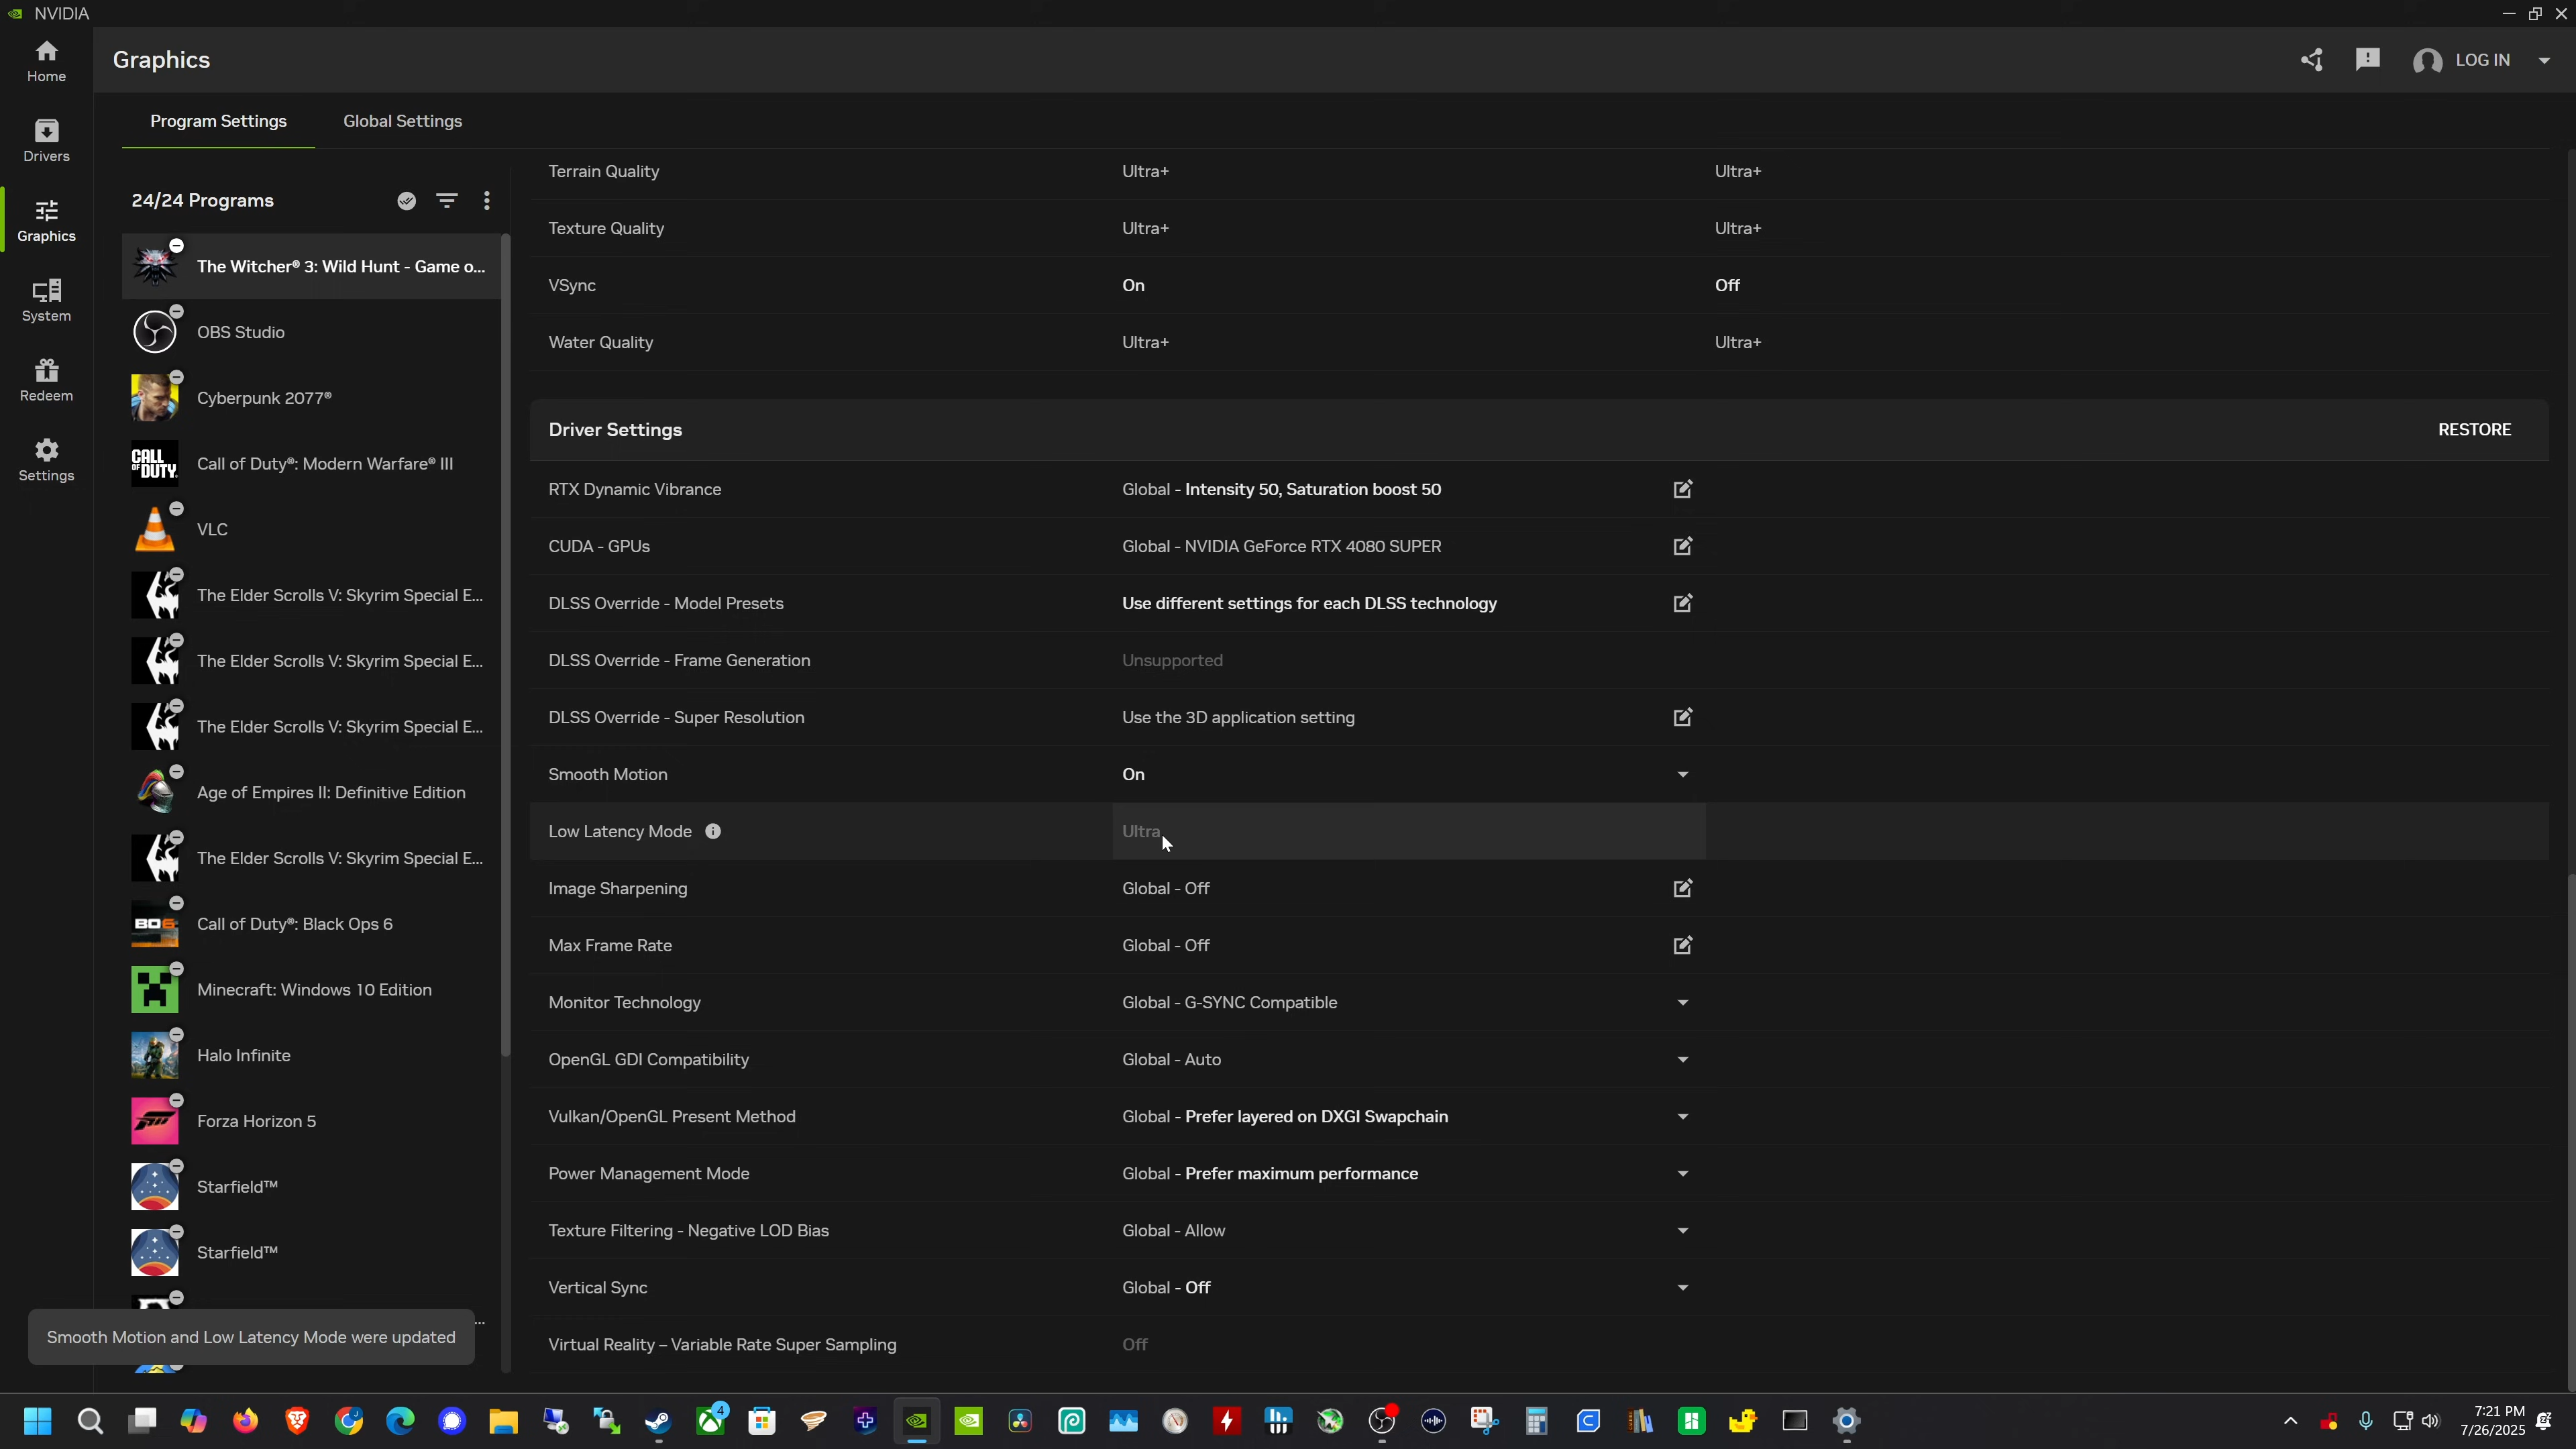 NVIDIA
Home
Drivers
Graphics
System
Redeem
Settings
Graphics
LOG IN
Program Settings
Global Settings
24/24 Programs
The Witcher® 3: Wild Hunt - Game o...
OBS Studio
Cyberpunk 2077®
CALL OF DUTY.
Call of Duty®: Modern Warfare® III
VLC
The Elder Scrolls V: Skyrim Special E...
The Elder Scrolls V: Skyrim Special E...
The Elder Scrolls V: Skyrim Special E...
Age of Empires II: Definitive Edition
The Elder Scrolls V: Skyrim Special E...
BO6
Call of Duty®: Black Ops 6
Minecraft: Windows 10 Edition
Halo Infinite
Forza Horizon 5
Starfield™
Starfield™
...
Smooth Motion and Low Latency Mode were updated
Terrain Quality Ultra+ Ultra+
Texture Quality Ultra+ Ultra+
VSync On Off
Water Quality Ultra+ Ultra+
Driver Settings RESTORE
RTX Dynamic Vibrance Global - Intensity 50, Saturation boost 50
CUDA - GPUs Global - NVIDIA GeForce RTX 4080 SUPER
DLSS Override - Model Presets Use different settings for each DLSS technology
DLSS Override - Frame Generation Unsupported
DLSS Override - Super Resolution Use the 3D application setting
Smooth Motion On
Low Latency Mode Ultra
Image Sharpening Global - Off
Max Frame Rate Global - Off
Monitor Technology Global - G-SYNC Compatible
OpenGL GDI Compatibility Global - Auto
Vulkan/OpenGL Present Method Global - Prefer layered on DXGI Swapchain
Power Management Mode Global - Prefer maximum performance
Texture Filtering - Negative LOD Bias Global - Allow
Vertical Sync Global - Off
Virtual Reality – Variable Rate Super Sampling Off
4
7:21 PM
7/26/2025